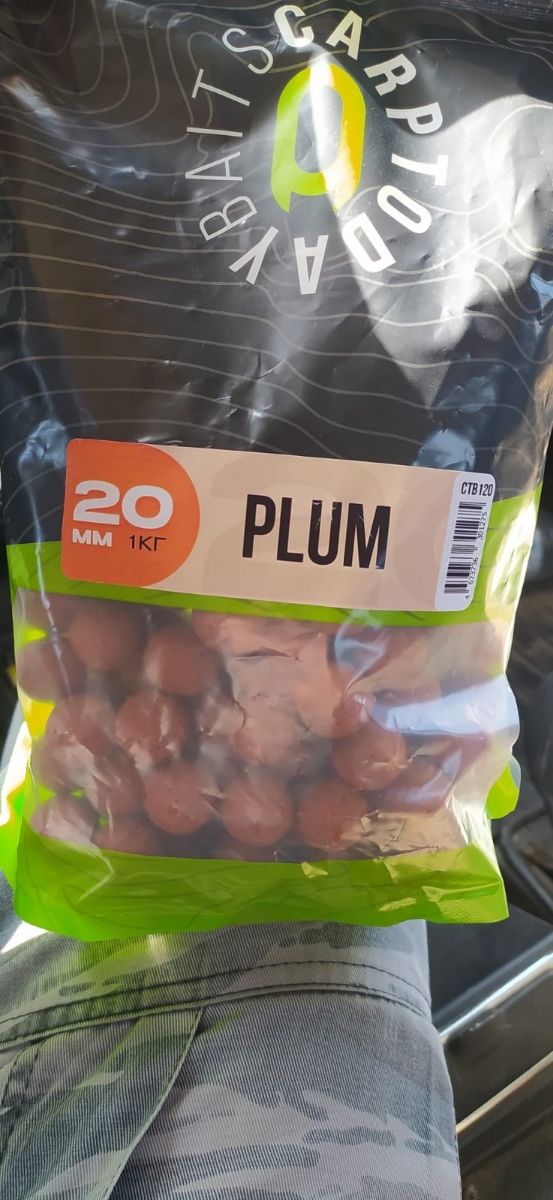 CARPTODAYBAITS
20
ММ 1КГ
PLUM
CTB120